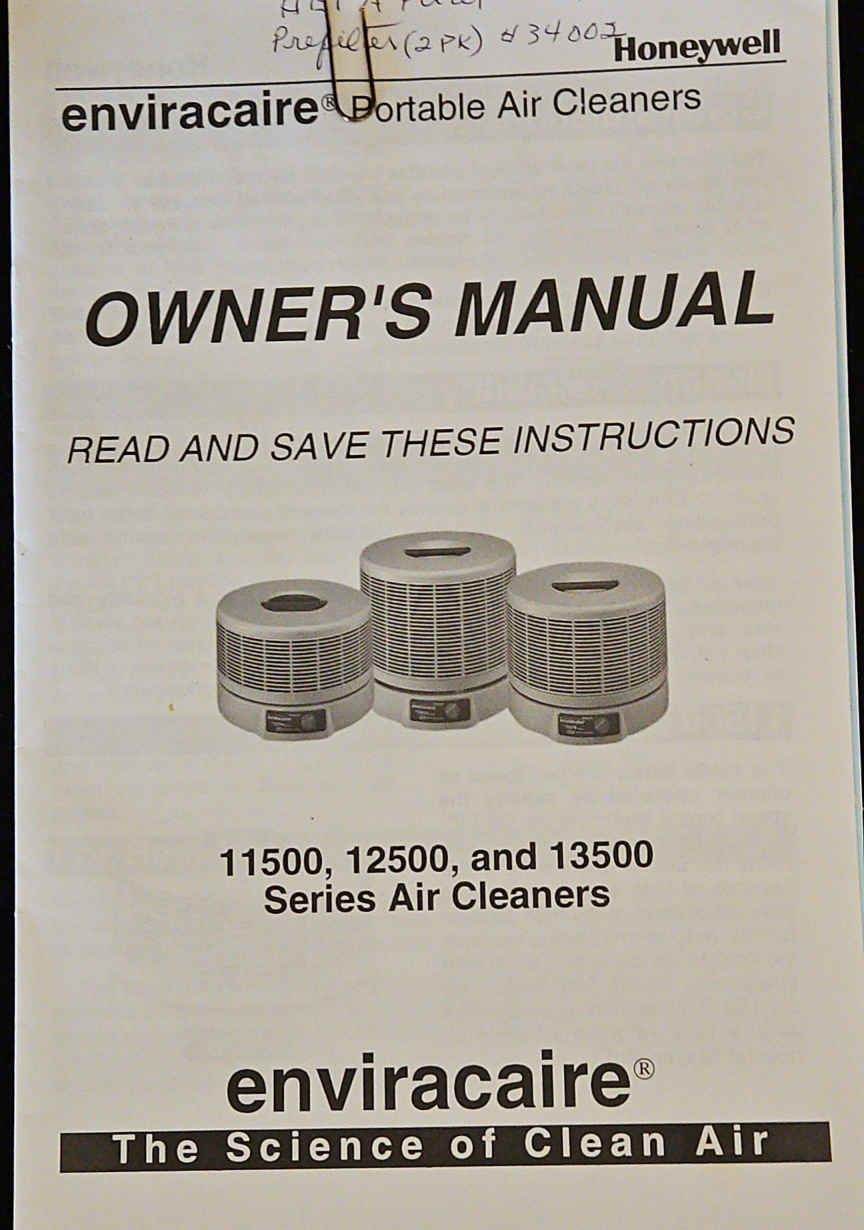 Prefilter (2 PK) # 34002
Honeywell
enviracaire® Portable Air Cleaners
OWNER'S MANUAL
READ AND SAVE THESE INSTRUCTIONS
11500, 12500, and 13500
Series Air Cleaners
enviracaire®
The Science of Clean Air